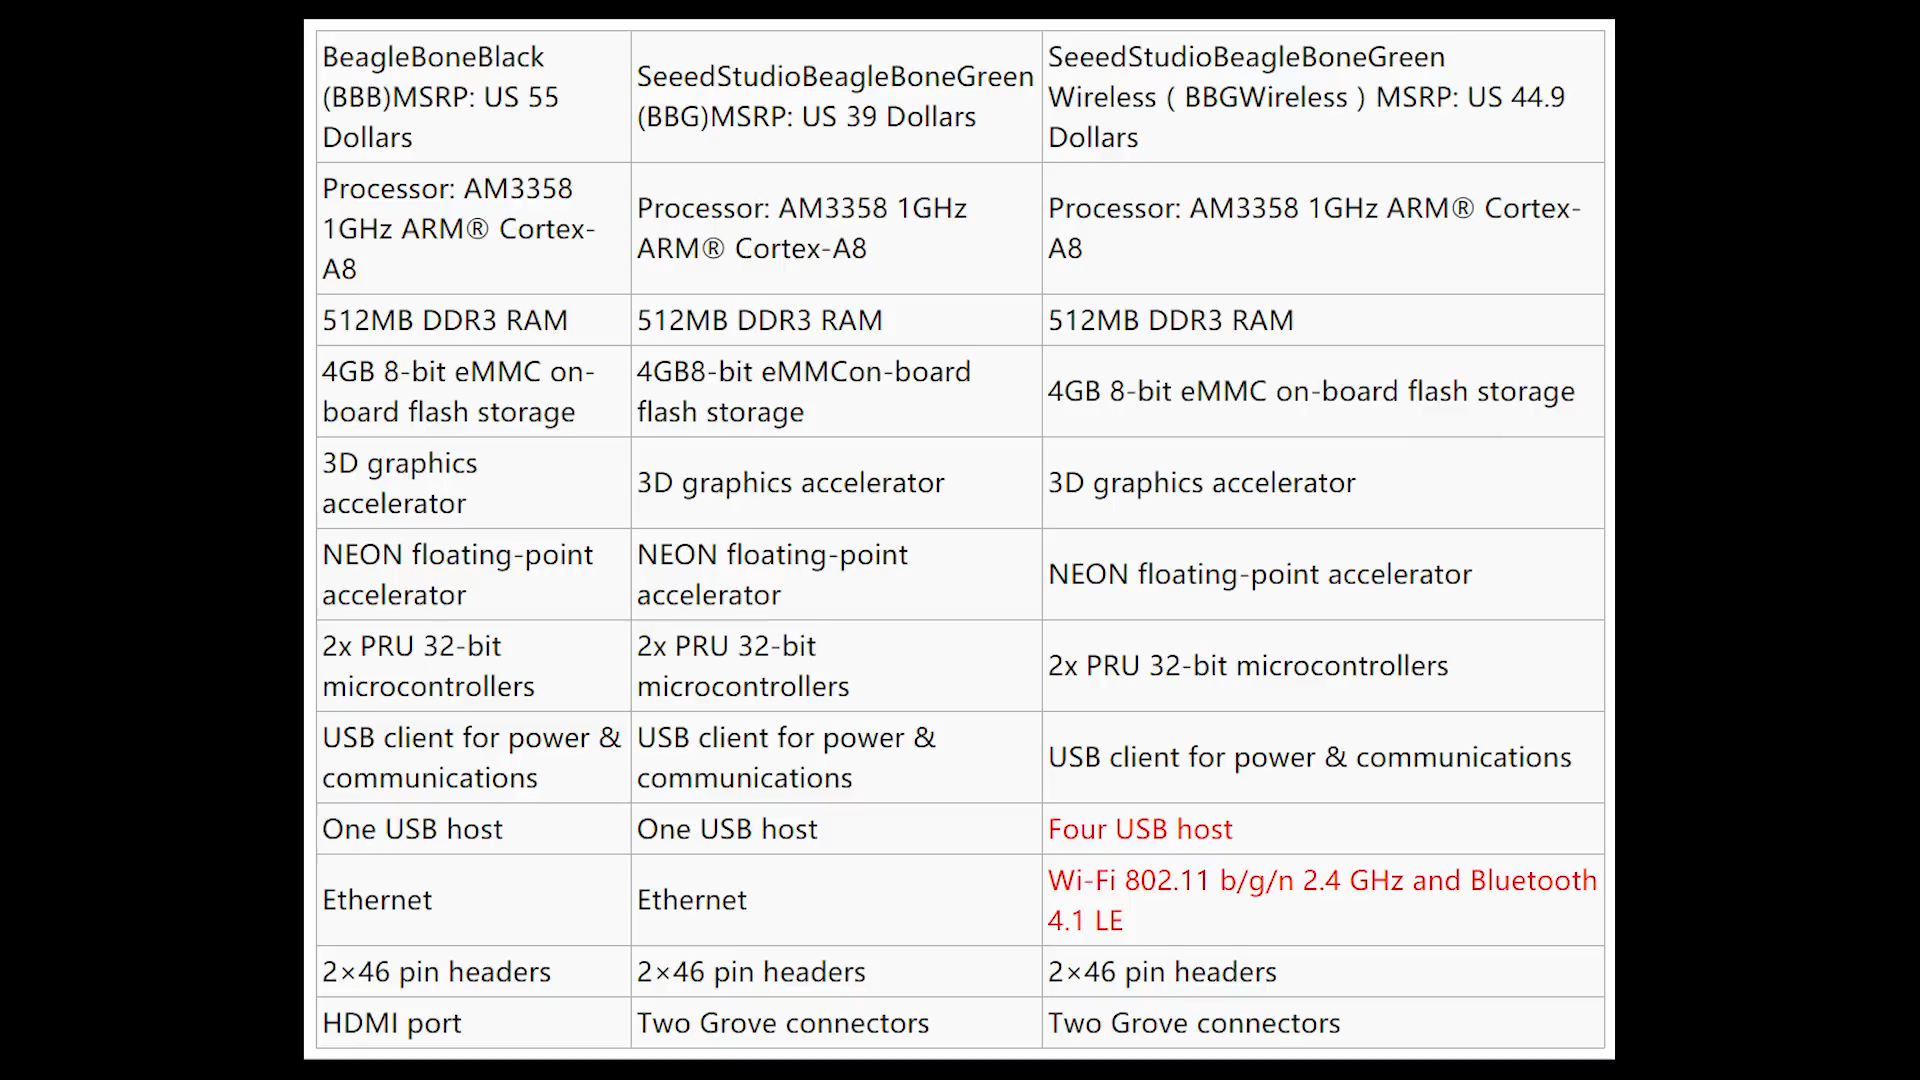 BeagleBoneBlack
(BBB)MSRP: US 55
Dollars
SeeedStudioBeagleBoneGreen
(BBG)MSRP: US 39 Dollars
SeeedStudioBeagleBoneGreen
Wireless ( BBGWireless ) MSRP: US 44.9
Dollars
Processor: AM3358
1GHz ARM® Cortex-
A8
Processor: AM3358 1GHz
ARM® Cortex-A8
Processor: AM3358 1GHz ARM® Cortex-
A8
512MB DDR3 RAM
512MB DDR3 RAM
512MB DDR3 RAM
4GB 8-bit eMMC on-
board flash storage
4GB8-bit eMMCon-board
flash storage
4GB 8-bit eMMC on-board flash storage
3D graphics
accelerator
3D graphics accelerator
3D graphics accelerator
NEON floating-point
accelerator
NEON floating-point
accelerator
NEON floating-point accelerator
2x PRU 32-bit
microcontrollers
2x PRU 32-bit
microcontrollers
2x PRU 32-bit microcontrollers
USB client for power &
communications
USB client for power &
communications
USB client for power & communications
One USB host
One USB host
Four USB host
Ethernet
Ethernet
Wi-Fi 802.11 b/g/n 2.4 GHz and Bluetooth
4.1 LE
2×46 pin headers
2×46 pin headers
2×46 pin headers
HDMI port
Two Grove connectors
Two Grove connectors